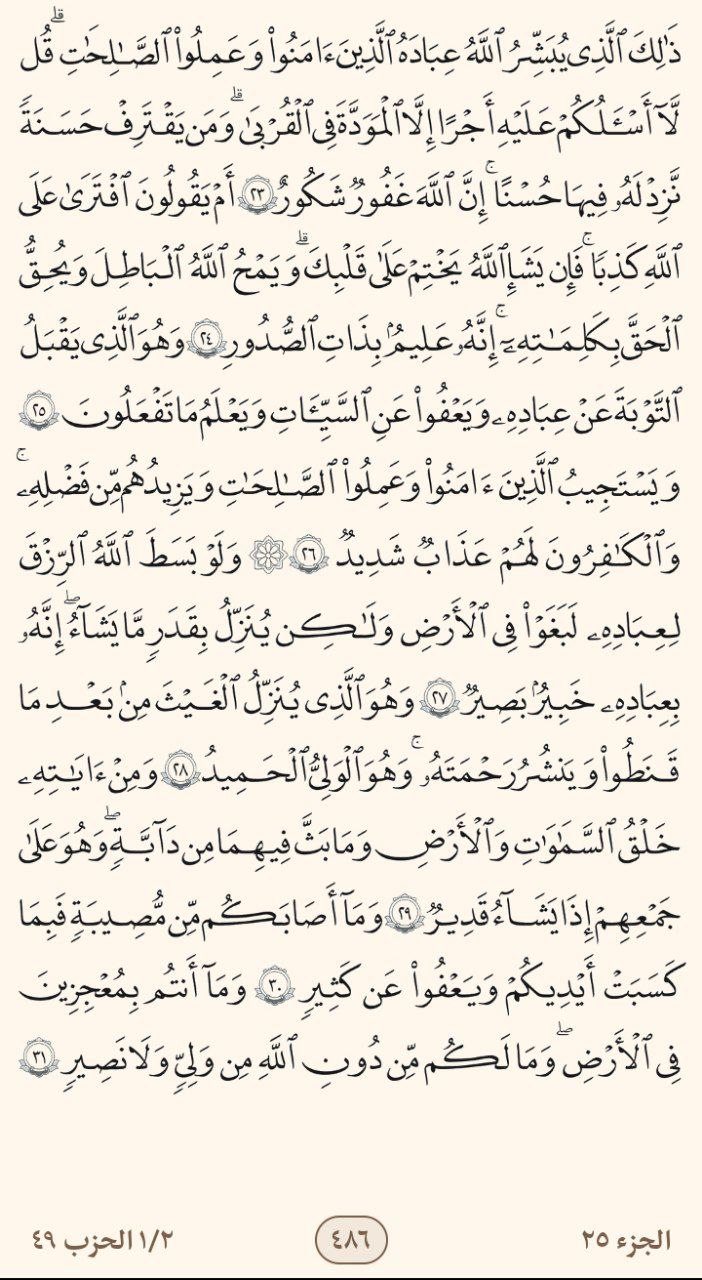 ذَٰلِكَ ٱلَّذِى يُبَشِّرُ ٱللَّهُ عِبَادَهُ ٱلَّذِينَ ءَامَنُوا۟ وَعَمِلُوا۟ ٱلصَّـٰلِحَـٰتِ ۗ قُل
لَّآ أَسْـَٔلُكُمْ عَلَيْهِ أَجْرًا إِلَّا ٱلْمَوَدَّةَ فِى ٱلْقُرْبَىٰ ۗ وَمَن يَقْتَرِفْ حَسَنَةً
نَّزِدْ لَهُۥ فِيهَا حُسْنًا ۚ إِنَّ ٱللَّهَ غَفُورٌ شَكُورٌ ٢٣ أَمْ يَقُولُونَ ٱفْتَرَىٰ عَلَى
ٱللَّهِ كَذِبًا ۖ فَإِن يَشَإِ ٱللَّهُ يَخْتِمْ عَلَىٰ قَلْبِكَ ۗ وَيَمْحُ ٱللَّهُ ٱلْبَـٰطِلَ وَيُحِقُّ
ٱلْحَقَّ بِكَلِمَـٰتِهِۦٓ ۚ إِنَّهُۥ عَلِيمٌۢ بِذَاتِ ٱلصُّدُورِ ٢٤ وَهُوَ ٱلَّذِى يَقْبَلُ
ٱلتَّوْبَةَ عَنْ عِبَادِهِۦ وَيَعْفُوا۟ عَنِ ٱلسَّيِّـَٔاتِ وَيَعْلَمُ مَا تَفْعَلُونَ ٢٥
وَيَسْتَجِيبُ ٱلَّذِينَ ءَامَنُوا۟ وَعَمِلُوا۟ ٱلصَّـٰلِحَـٰتِ وَيَزِيدُهُم مِّن فَضْلِهِۦ ۚ
وَٱلْكَـٰفِرُونَ لَهُمْ عَذَابٌ شَدِيدٌ ٢٦ ۞ وَلَوْ بَسَطَ ٱللَّهُ ٱلرِّزْقَ
لِعِبَادِهِۦ لَبَغَوْا۟ فِى ٱلْأَرْضِ وَلَـٰكِن يُنَزِّلُ بِقَدَرٍ مَّا يَشَآءُ ۚ إِنَّهُۥ
بِعِبَادِهِۦ خَبِيرٌۢ بَصِيرٌ ٢٧ وَهُوَ ٱلَّذِى يُنَزِّلُ ٱلْغَيْثَ مِنۢ بَعْدِ مَا
قَنَطُوا۟ وَيَنشُرُ رَحْمَتَهُۥ ۚ وَهُوَ ٱلْوَلِىُّ ٱلْحَمِيدُ ٢٨ وَمِنْ ءَايَـٰتِهِۦ
خَلْقُ ٱلسَّمَـٰوَٰتِ وَٱلْأَرْضِ وَمَا بَثَّ فِيهِمَا مِن دَآبَّةٍ ۖ وَهُوَ عَلَىٰ
جَمْعِهِمْ إِذَا يَشَآءُ قَدِيرٌ ٢٩ وَمَآ أَصَـٰبَكُم مِّن مُّصِيبَةٍ فَبِمَا
كَسَبَتْ أَيْدِيكُمْ وَيَعْفُوا۟ عَن كَثِيرٍ ٣٠ وَمَآ أَنتُم بِمُعْجِزِينَ
فِى ٱلْأَرْضِ ۖ وَمَا لَكُم مِّن دُونِ ٱللَّهِ مِن وَلِىٍّ وَلَا نَصِيرٍ ٣١
الجزء ٢٥ ٤٨٦ ١/٢ الحزب ٤٩